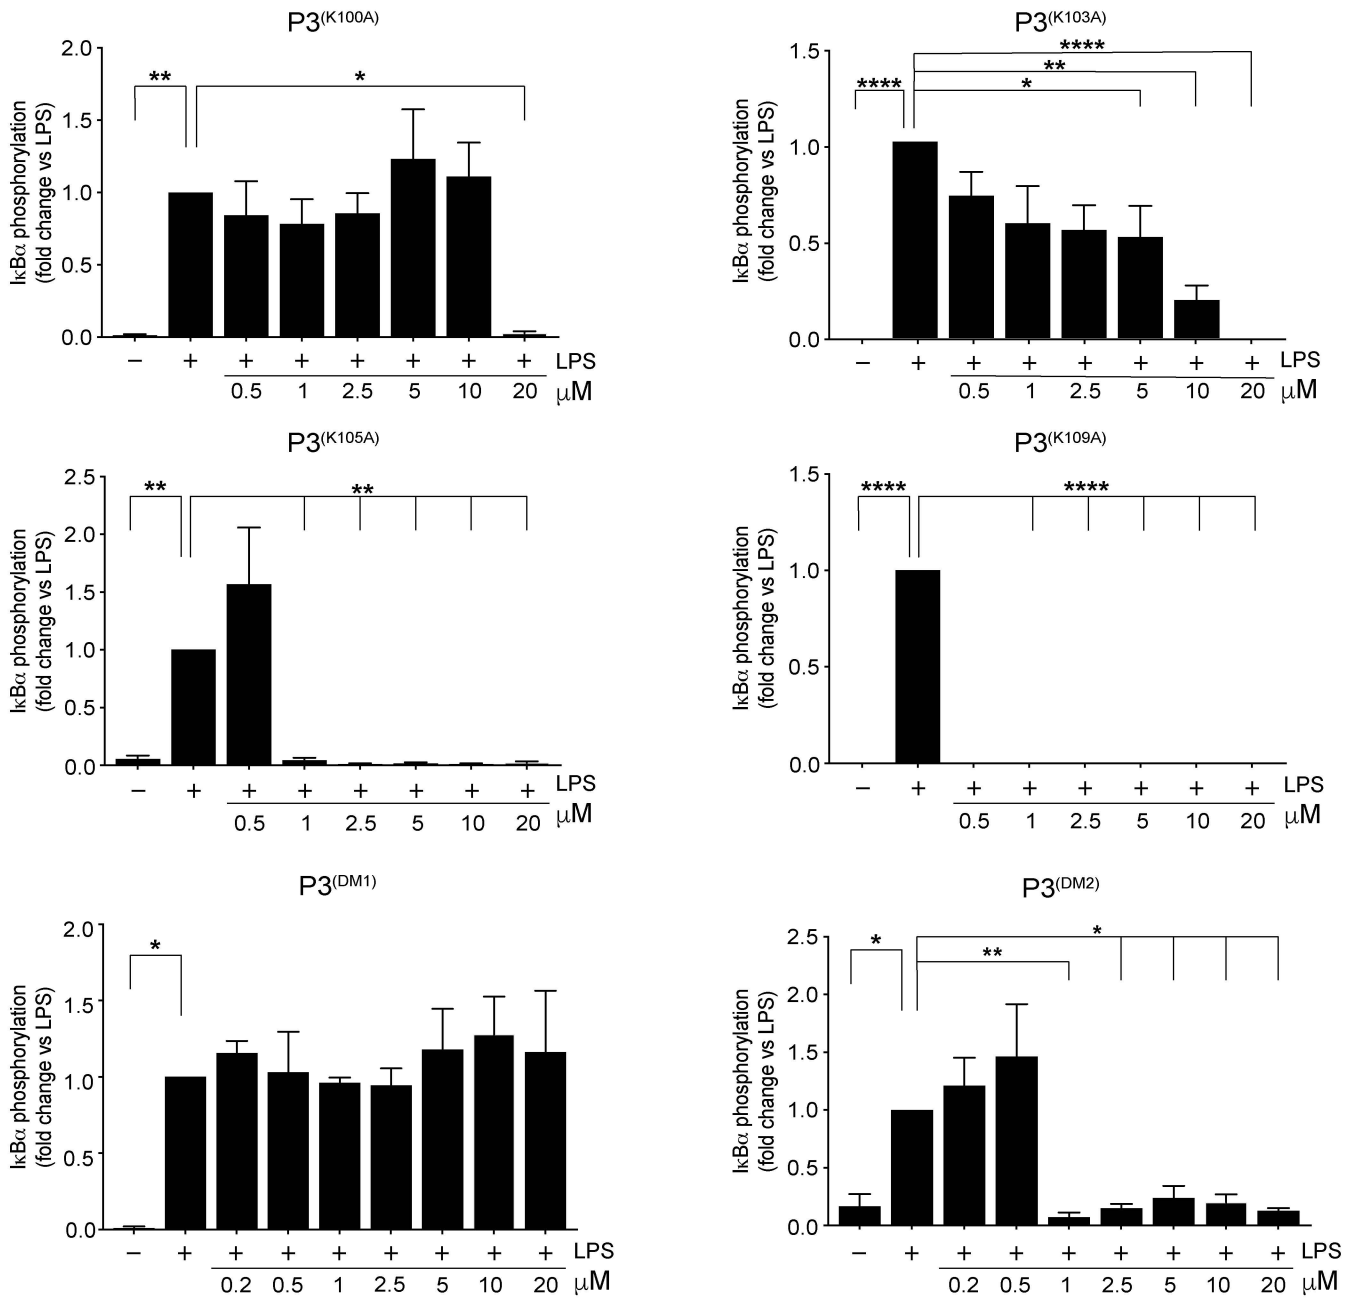 P3(K100A)
IκBα phosphorylation
(fold change vs LPS)
2.0
1.5
1.0
0.5
0.0
** *
− + + + + + + + LPS
0.5 1 2.5 5 10 20 μM
P3(K103A)
IκBα phosphorylation
(fold change vs LPS)
1.5
1.0
0.5
0.0
****
**
**** *
− + + + + + + + LPS
0.5 1 2.5 5 10 20 μM
P3(K105A)
IκBα phosphorylation
(fold change vs LPS)
2.5
2.0
1.5
1.0
0.5
0.0
** **
− + + + + + + + LPS
0.5 1 2.5 5 10 20 μM
P3(K109A)
IκBα phosphorylation
(fold change vs LPS)
1.5
1.0
0.5
0.0
**** ****
− + + + + + + + LPS
0.5 1 2.5 5 10 20 μM
P3(DM1)
IκBα phosphorylation
(fold change vs LPS)
2.0
1.5
1.0
0.5
0.0
*
− + + + + + + + + LPS
0.2 0.5 1 2.5 5 10 20 μM
P3(DM2)
IκBα phosphorylation
(fold change vs LPS)
2.5
2.0
1.5
1.0
0.5
0.0
*
* **
− + + + + + + + + LPS
0.2 0.5 1 2.5 5 10 20 μM